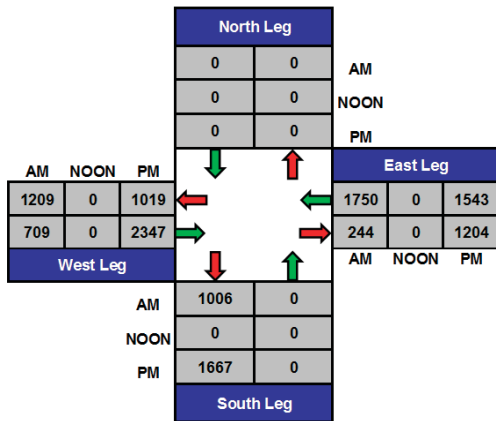 North Leg
0 0
AM
0 0
NOON
0 0
PM
AM NOON PM
East Leg
1209 0 1019
1750 0 1543
709 0 2347
244 0 1204
West Leg
AM NOON PM
AM
1006 0
NOON
0 0
PM
1667 0
South Leg